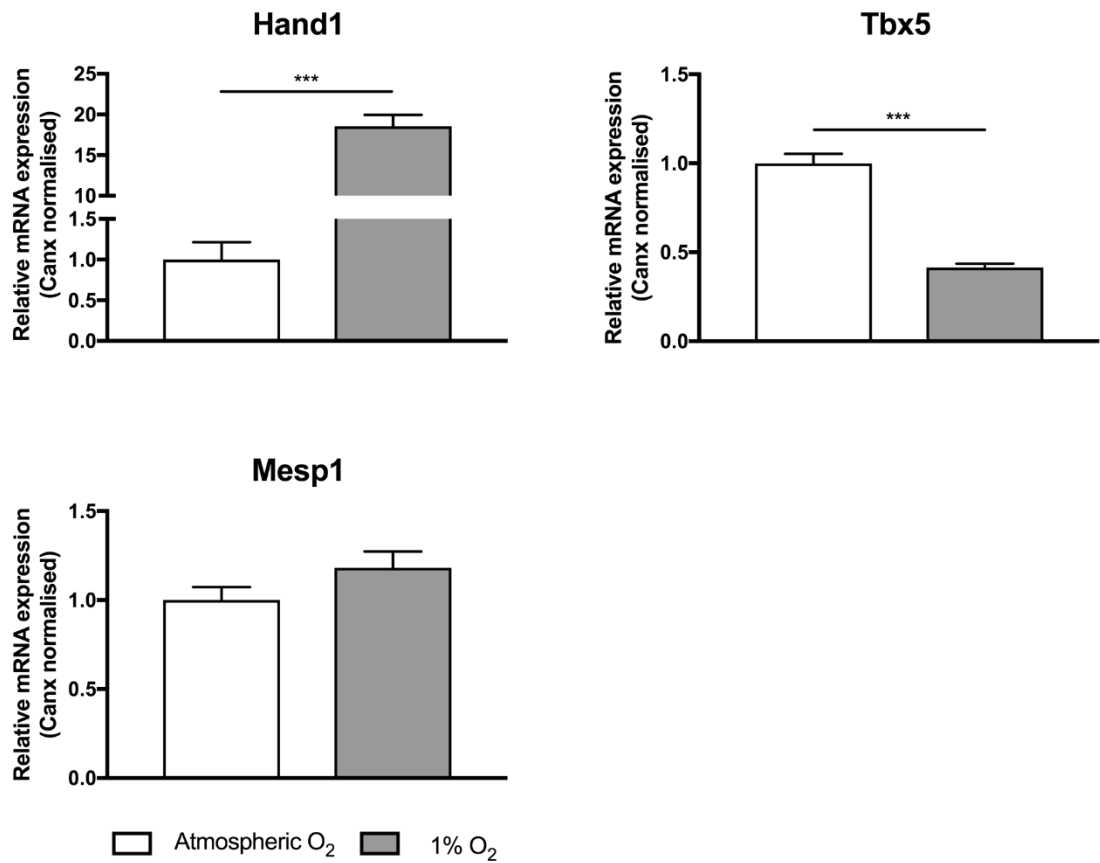 Hand1
Relative mRNA expression
(Canx normalised)
25
20
15
10
1.5
1.0
0.5
0.0
***
Tbx5
Relative mRNA expression
(Canx normalised)
1.5
1.0
0.5
0.0
***
Mesp1
Relative mRNA expression
(Canx normalised)
1.5
1.0
0.5
0.0
Atmospheric O₂ 1% O₂